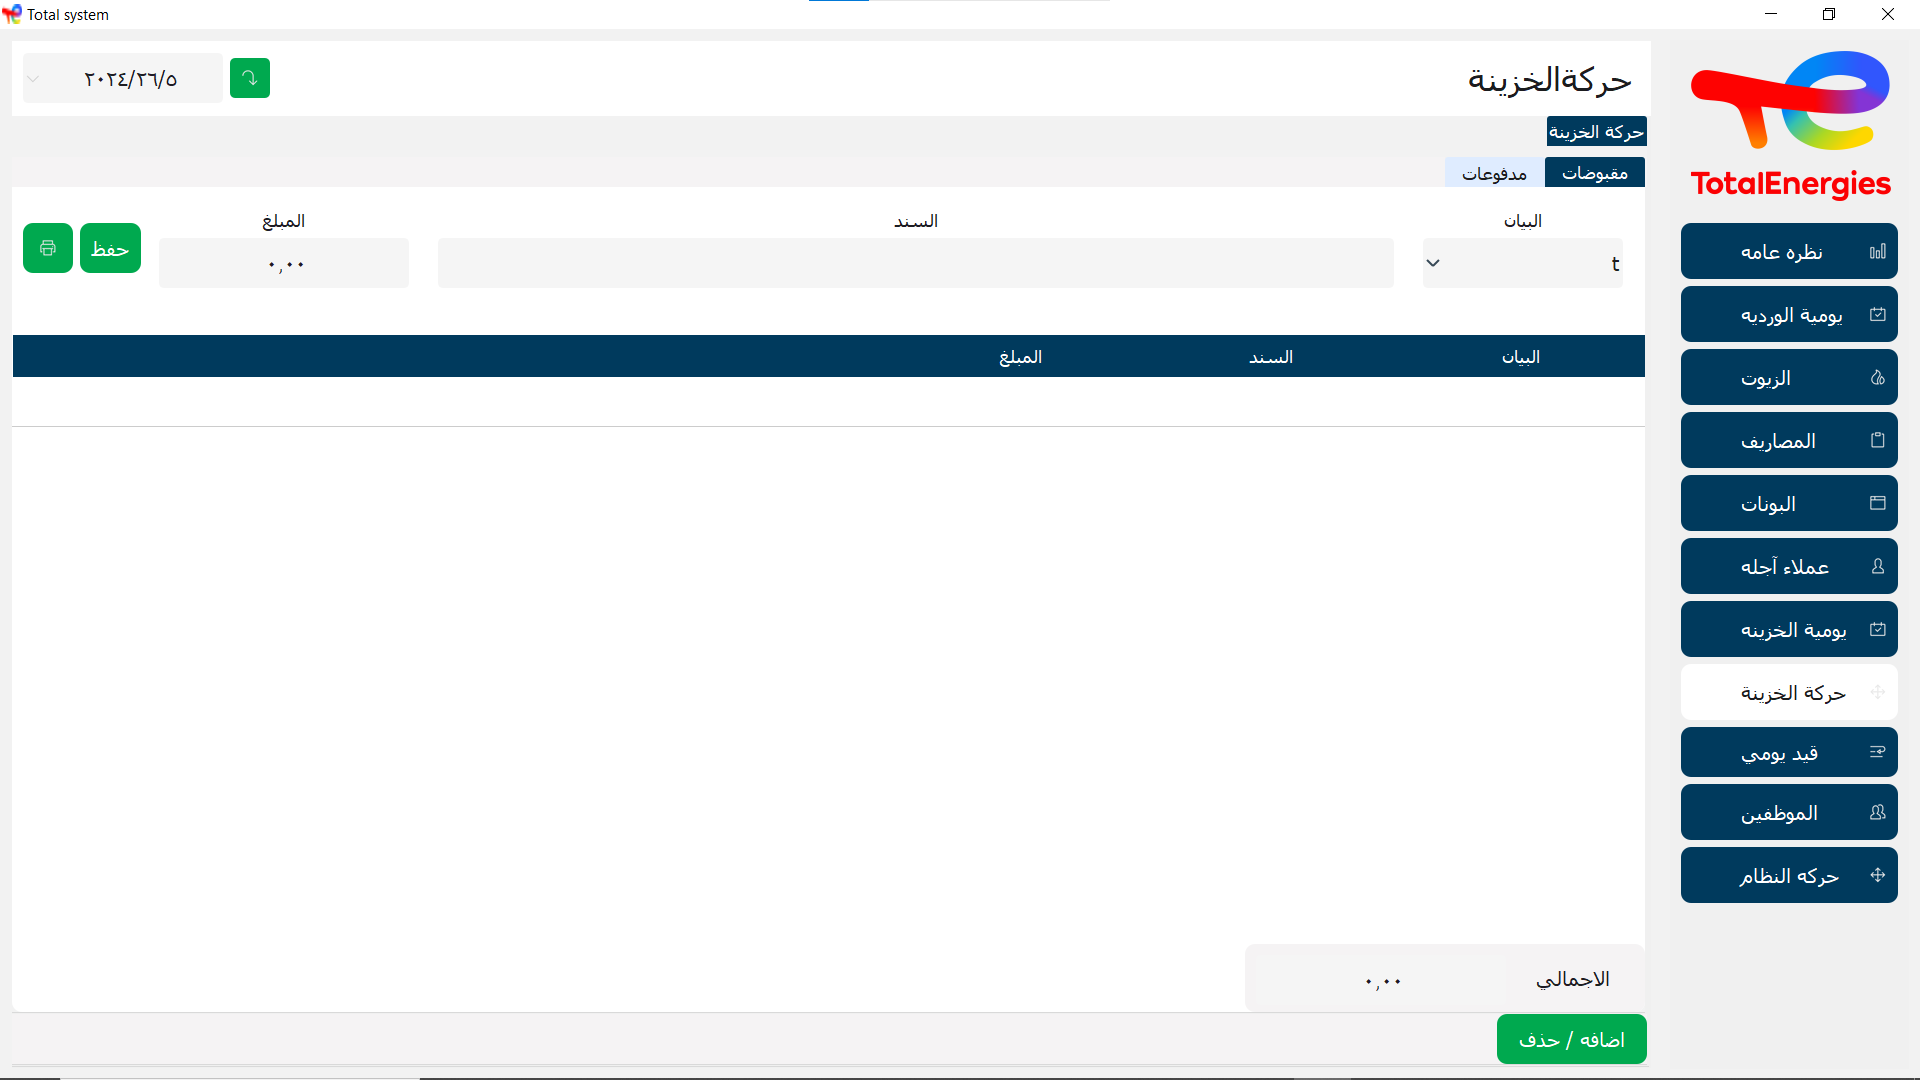 Total system
حركةالخزينة
٢٠٢٤/٢٦/٥
حركة الخزينة
مقبوضات
مدفوعات
البيان
السند
المبلغ
t
٠,٠٠
حفظ
البيان
السند
المبلغ
الاجمالي
٠,٠٠
اضافه / حذف
TotalEnergies
نظره عامه
يومية الورديه
الزيوت
المصاريف
البونات
عملاء آجله
يومية الخزينه
حركة الخزينة
قيد يومي
الموظفين
حركه النظام